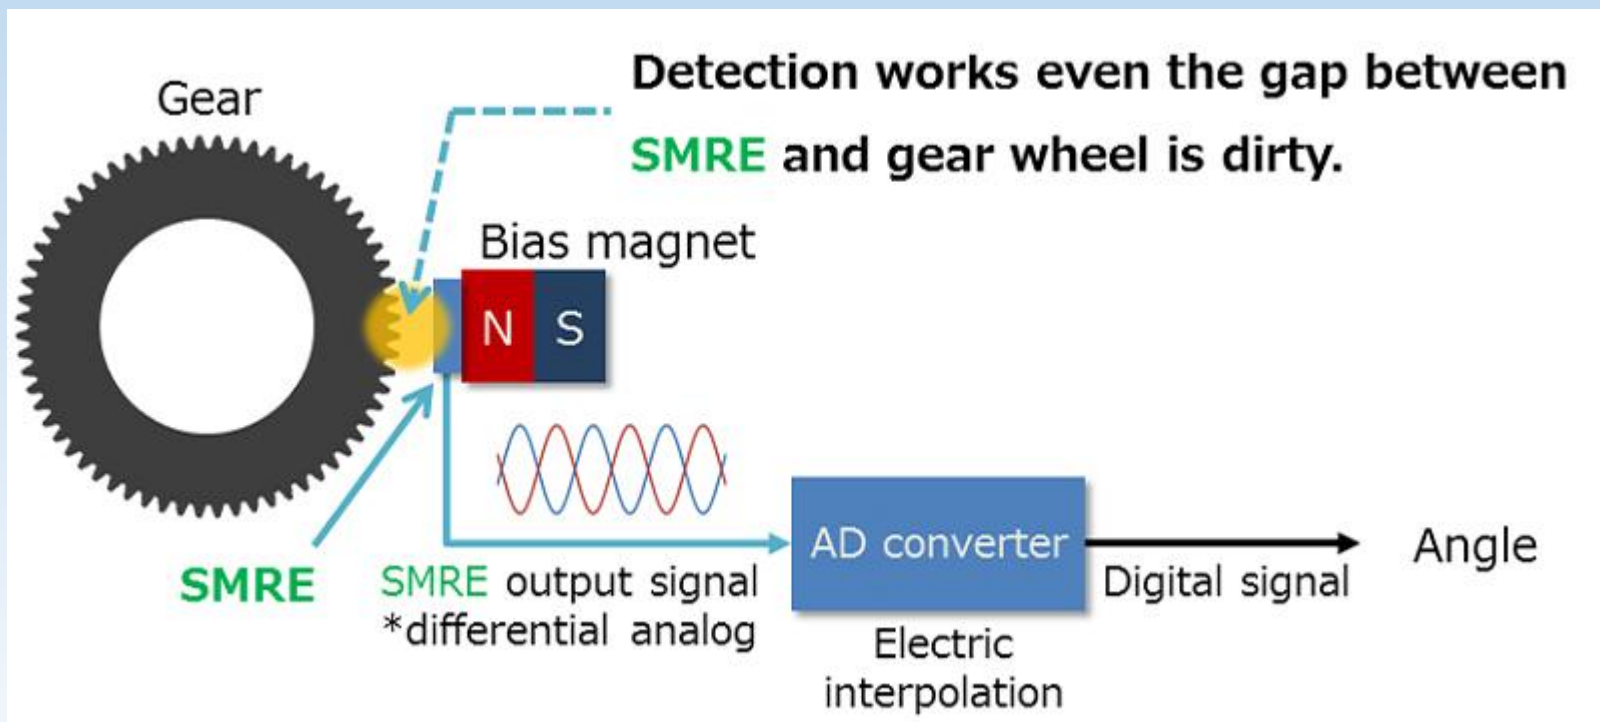 Gear
Detection works even the gap between
SMRE and gear wheel is dirty.
Bias magnet
N S
SMRE
SMRE output signal
*differential analog
AD converter
Electric
interpolation
Digital signal
Angle